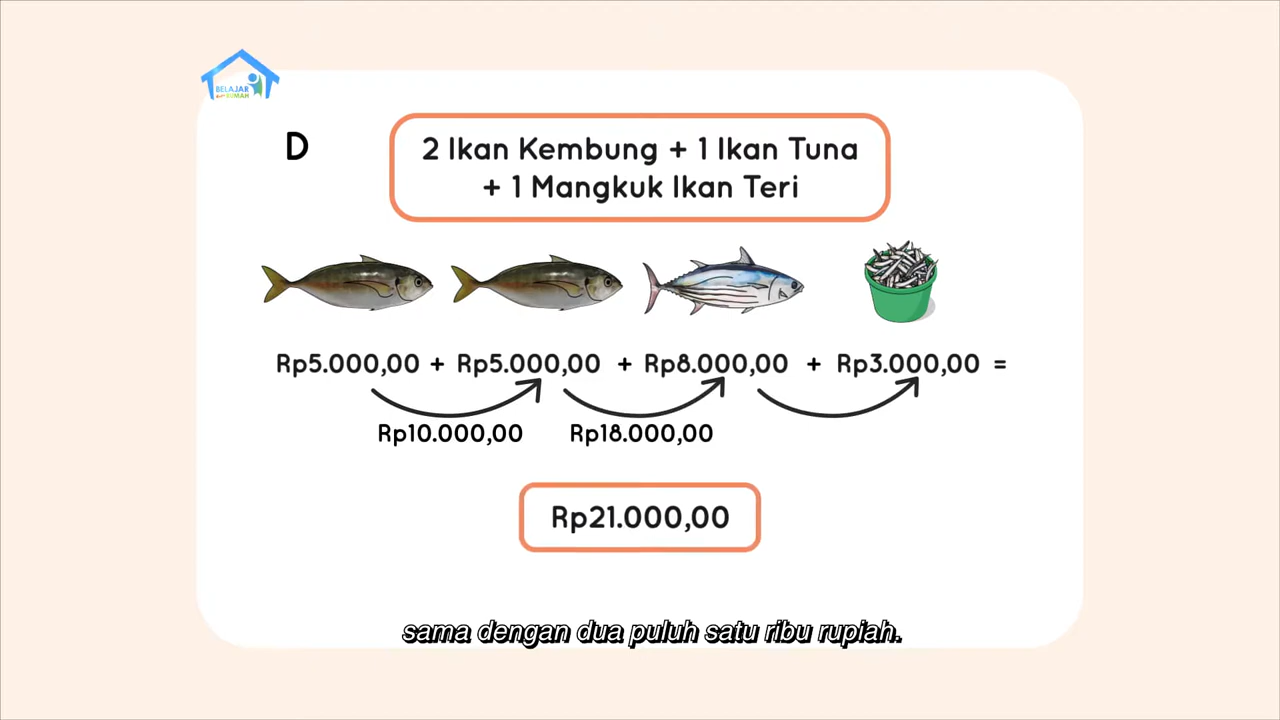 BELAJAR
dari RUMAH
D
2 Ikan Kembung + 1 Ikan Tuna
+ 1 Mangkuk Ikan Teri
Rp5.000,00 + Rp5.000,00 + Rp8.000,00 + Rp3.000,00 =
Rp10.000,00 Rp18.000,00
Rp21.000,00
sama dengan dua puluh satu ribu rupiah.